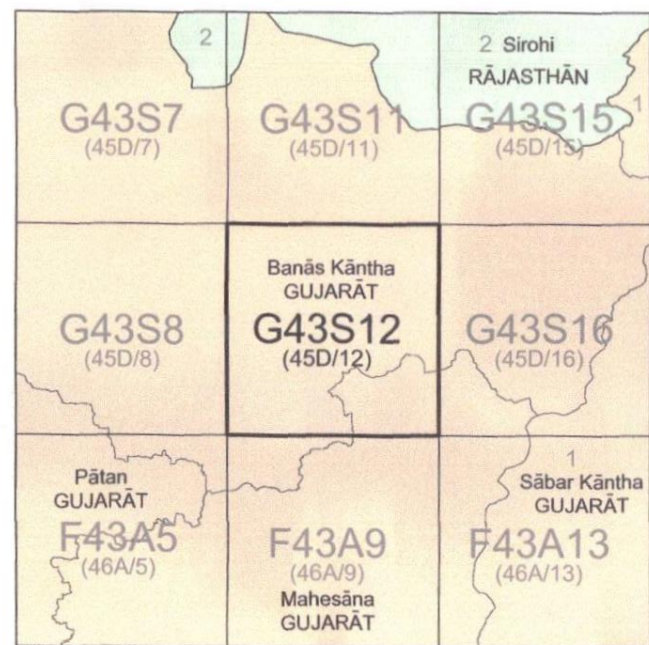 2
2 Sirohi
RĀJASTHĀN
1
G43S7
(45D/7)
G43S11
(45D/11)
G43S15
(45D/15)
G43S8
(45D/8)
Banās Kāntha
GUJARĀT
G43S12
(45D/12)
G43S16
(45D/16)
Pātan
GUJARĀT
F43A5
(46A/5)
F43A9
(46A/9)
Mahesāna
GUJARĀT
1
Sābar Kāntha
GUJARĀT
F43A13
(46A/13)